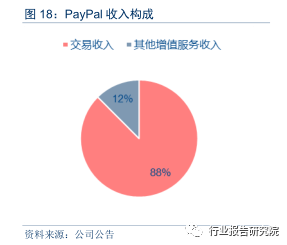 图 18：PayPal 收入构成
交易收入 其他增值服务收入
12%
88%
资料来源：公司公告
行业报告研究院